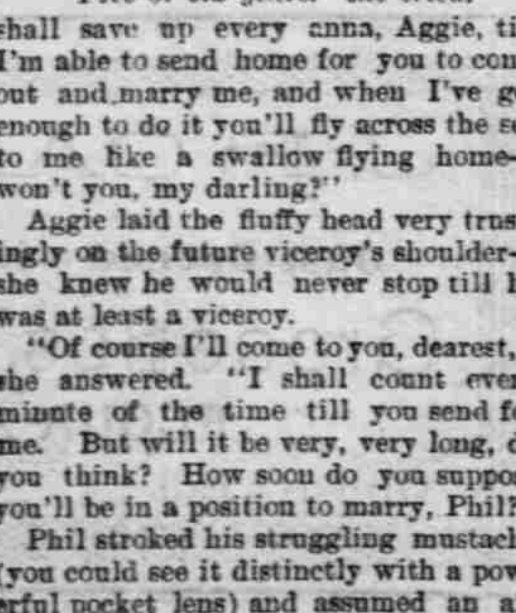 shall save up every anna, Aggie, ti
I'm able to send home for you to com
out and marry me, and when I've g
enough to do it you'll fly across the se
to me like a swallow flying home—
won't you, my darling?"
Aggie laid the fluffy head very trus
ingly on the future viceroy's shoulder—
she knew he would never stop till h
was at least a viceroy.
"Of course I'll come to you, dearest,
she answered. "I shall count ever
minute of the time till you send fo
me. But will it be very, very long, d
you think? How soon do you suppos
you'll be in a position to marry, Phil?
Phil stroked his struggling mustach
(you could see it distinctly with a pow
erful pocket lens) and assumed an a